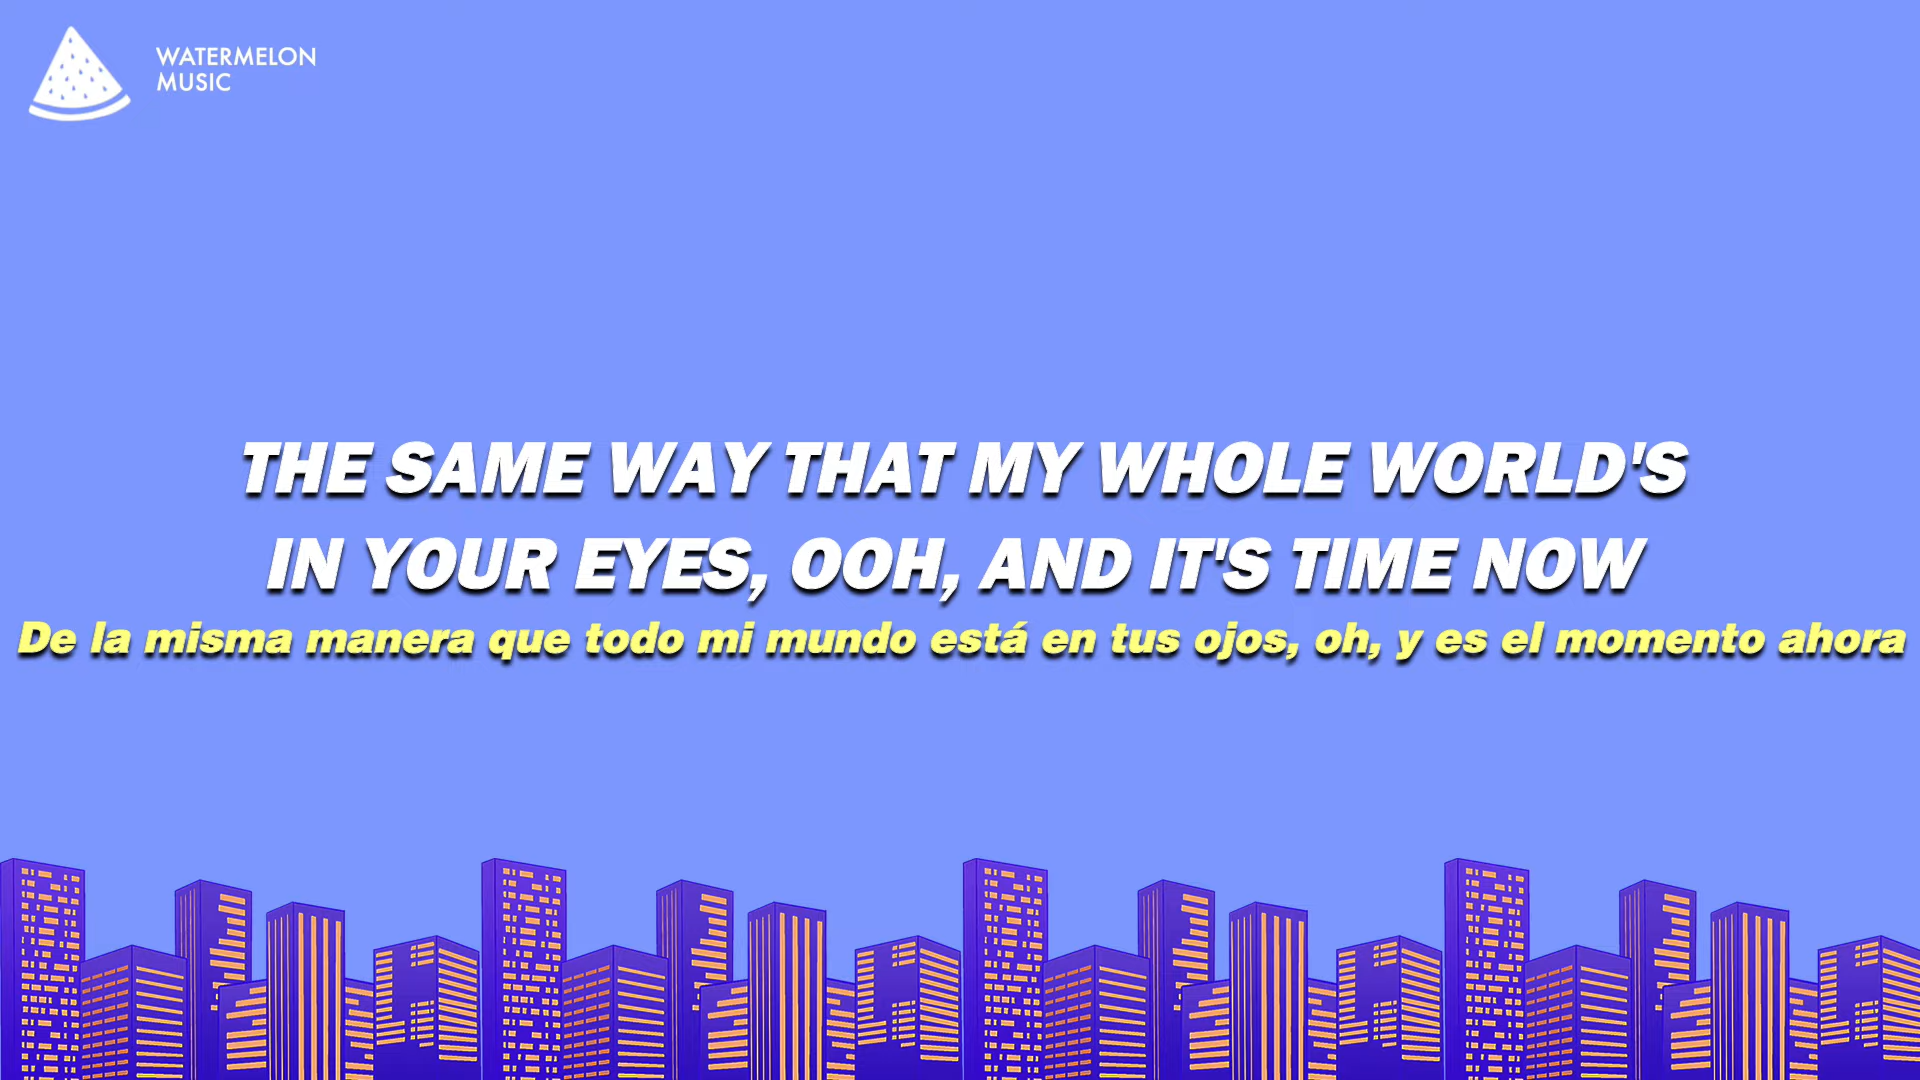 WATERMELON
MUSIC
THE SAME WAY THAT MY WHOLE WORLD'S
IN YOUR EYES, OOH, AND IT'S TIME NOW
De la misma manera que todo mi mundo está en tus ojos, oh, y es el momento ahora